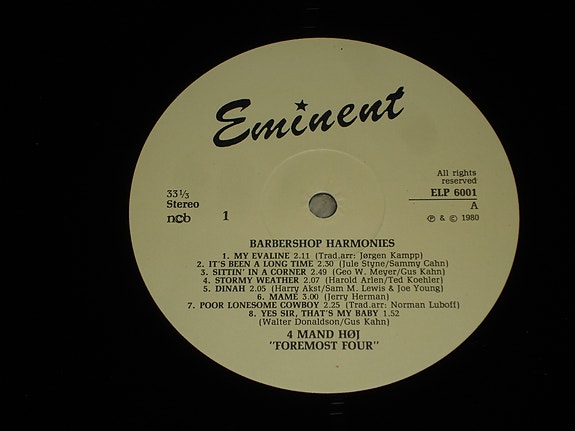 Eminent
All rights
reserved
33⅓
Stereo
ELP 6001
ncb
1
A
℗ & © 1980
BARBERSHOP HARMONIES
1. MY EVALINE 2.11 (Trad.arr: Jørgen Kampp)
2. IT'S BEEN A LONG TIME 2.30 (Jule Styne/Sammy Cahn)
3. SITTIN' IN A CORNER 2.49 (Geo W. Meyer/Gus Kahn)
4. STORMY WEATHER 2.07 (Harold Arlen/Ted Koehler)
5. DINAH 2.05 (Harry Akst/Sam M. Lewis & Joe Young)
6. MAME 3.00 (Jerry Herman)
7. POOR LONESOME COWBOY 2.25 (Trad.arr: Norman Luboff)
8. YES SIR, THAT'S MY BABY 1.52
(Walter Donaldson/Gus Kahn)
4 MAND HØJ
"FOREMOST FOUR"